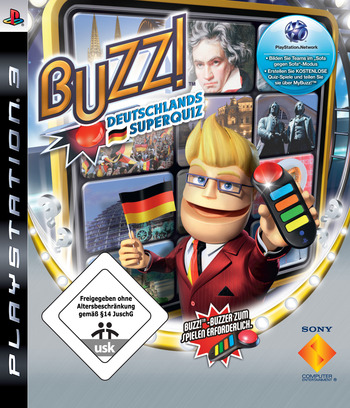 PLAYSTATION 3
BUZZ!™
DEUTSCHLANDS
SUPERQUIZ
PlayStation®Network
• Bilden Sie Teams im „Sofa
gegen Sofa“-Modus
• Erstellen Sie KOSTENLOSE
Quiz-Spiele und teilen Sie
sie über MyBuzz!™
Freigegeben ohne
Altersbeschränkung
gemäß §14 JuSchG
usk
BUZZ!™-BUZZER ZUM
SPIELEN ERFORDERLICH.
SONY
COMPUTER
ENTERTAINMENT®